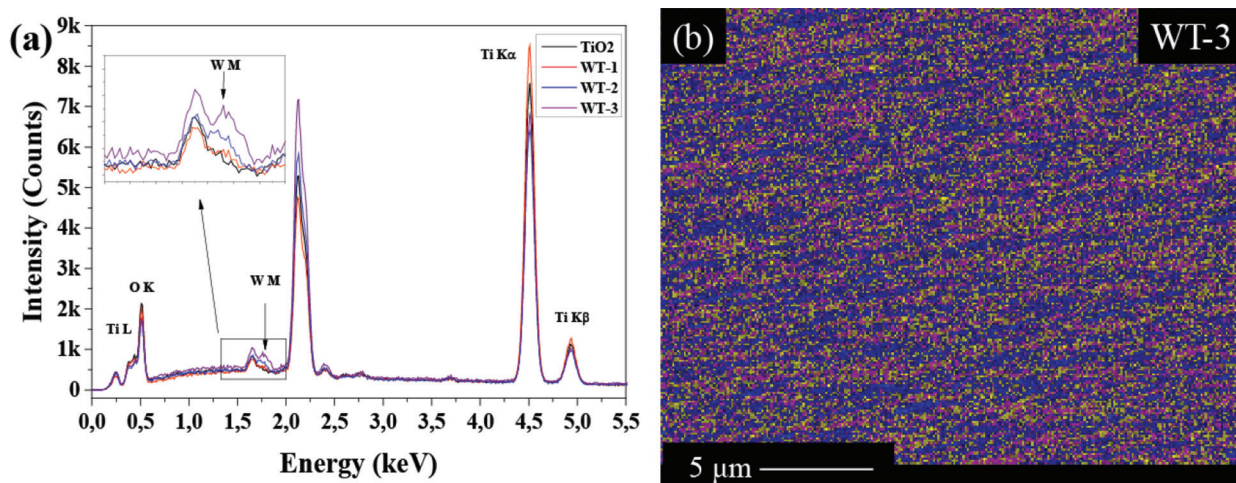 (a)
9k
8k
7k
6k
5k
4k
3k
2k
1k
0
Intensity (Counts)
W M
Ti L
O K
W M
Ti Kα
Ti Kβ
TiO2
WT-1
WT-2
WT-3
0,0 0,5 1,0 1,5 2,0 2,5 3,0 3,5 4,0 4,5 5,0 5,5
Energy (keV)
(b)
WT-3
5 μm